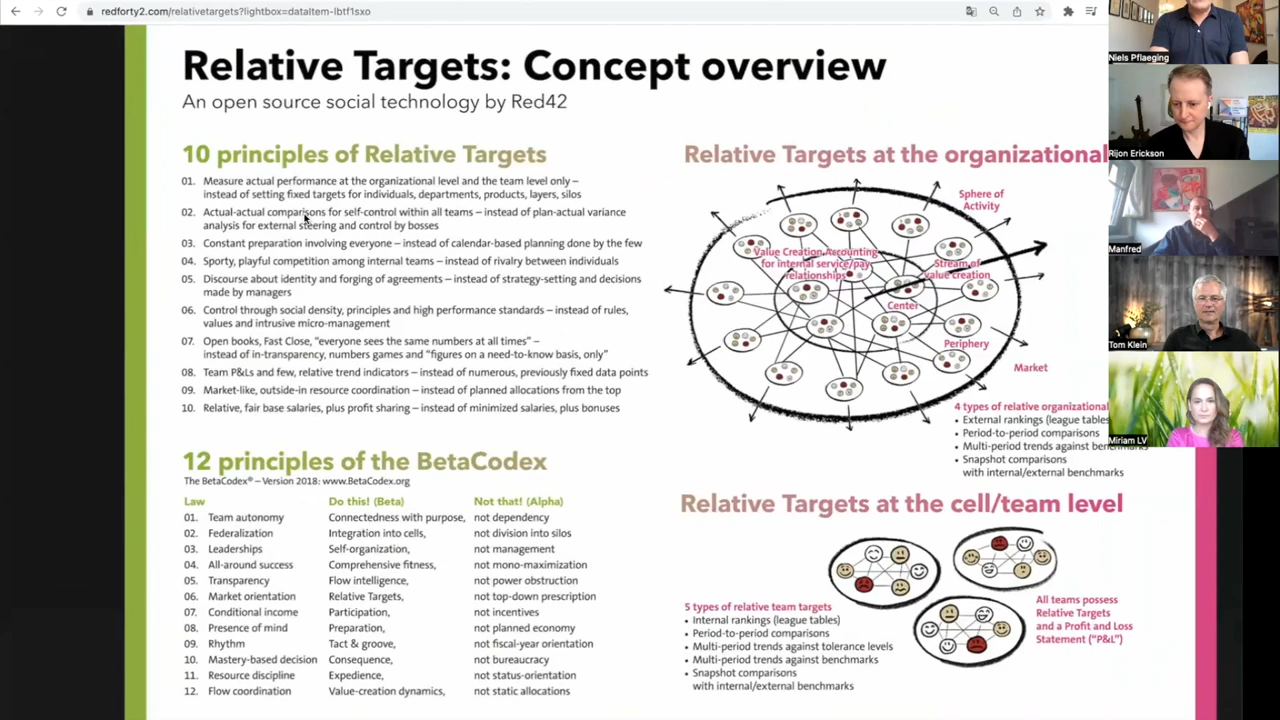 redforty2.com/relativetargets?lightbox=dataItem-lbtf1sxo
Relative Targets: Concept overview
An open source social technology by Red42
10 principles of Relative Targets
01. Measure actual performance at the organizational level and the team level only –
instead of setting fixed targets for individuals, departments, products, layers, silos
02. Actual-actual comparisons for self-control within all teams – instead of plan-actual variance
analysis for external steering and control by bosses
03. Constant preparation involving everyone – instead of calendar-based planning done by the few
04. Sporty, playful competition among internal teams – instead of rivalry between individuals
05. Discourse about identity and forging of agreements – instead of strategy-setting and decisions
made by managers
06. Control through social density, principles and high performance standards – instead of rules,
values and intrusive micro-management
07. Open books, Fast Close, "everyone sees the same numbers at all times" –
instead of in-transparency, numbers games and "figures on a need-to-know basis, only"
08. Team P&Ls and few, relative trend indicators – instead of numerous, previously fixed data points
09. Market-like, outside-in resource coordination – instead of planned allocations from the top
10. Relative, fair base salaries, plus profit sharing – instead of minimized salaries, plus bonuses
12 principles of the BetaCodex
The BetaCodex® – Version 2018: www.BetaCodex.org
Law Do this! (Beta) Not that! (Alpha)
01. Team autonomy Connectedness with purpose, not dependency
02. Federalization Integration into cells, not division into silos
03. Leaderships Self-organization, not management
04. All-around success Comprehensive fitness, not mono-maximization
05. Transparency Flow intelligence, not power obstruction
06. Market orientation Relative Targets, not top-down prescription
07. Conditional income Participation, not incentives
08. Presence of mind Preparation, not planned economy
09. Rhythm Tact & groove, not fiscal-year orientation
10. Mastery-based decision Consequence, not bureaucracy
11. Resource discipline Expedience, not status-orientation
12. Flow coordination Value-creation dynamics, not static allocations
Relative Targets at the organizational
Sphere of
Activity
Value Creation Accounting
for internal service/pay
relationships
Stream of
value creation
Center
Periphery
Market
4 types of relative organizational
• External rankings (league tables
• Period-to-period comparisons
• Multi-period trends against benchmarks
• Snapshot comparisons
with internal/external benchmarks
Relative Targets at the cell/team level
5 types of relative team targets
• Internal rankings (league tables)
• Period-to-period comparisons
• Multi-period trends against tolerance levels
• Multi-period trends against benchmarks
• Snapshot comparisons
with internal/external benchmarks
All teams possess
Relative Targets
and a Profit and Loss
Statement ("P&L")
Niels Pflaeging
Rijon Erickson
Manfred
Tom Klein
Miriam LV